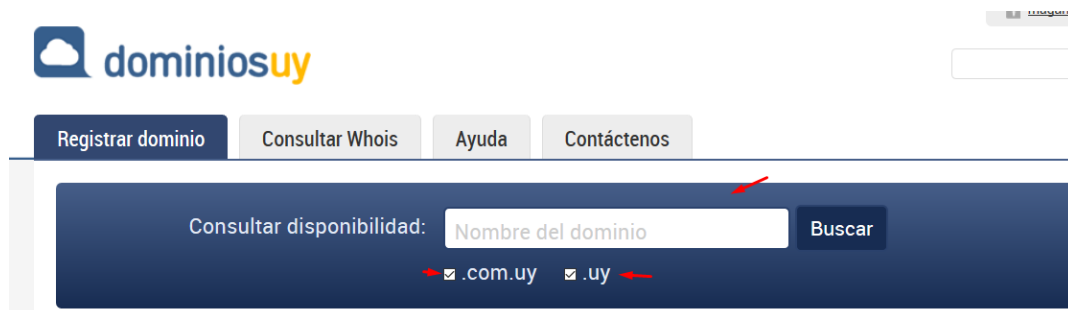 dominiosuy
Registrar dominio
Consultar Whois
Ayuda
Contáctenos
Consultar disponibilidad:
Nombre del dominio
Buscar
.com.uy
.uy